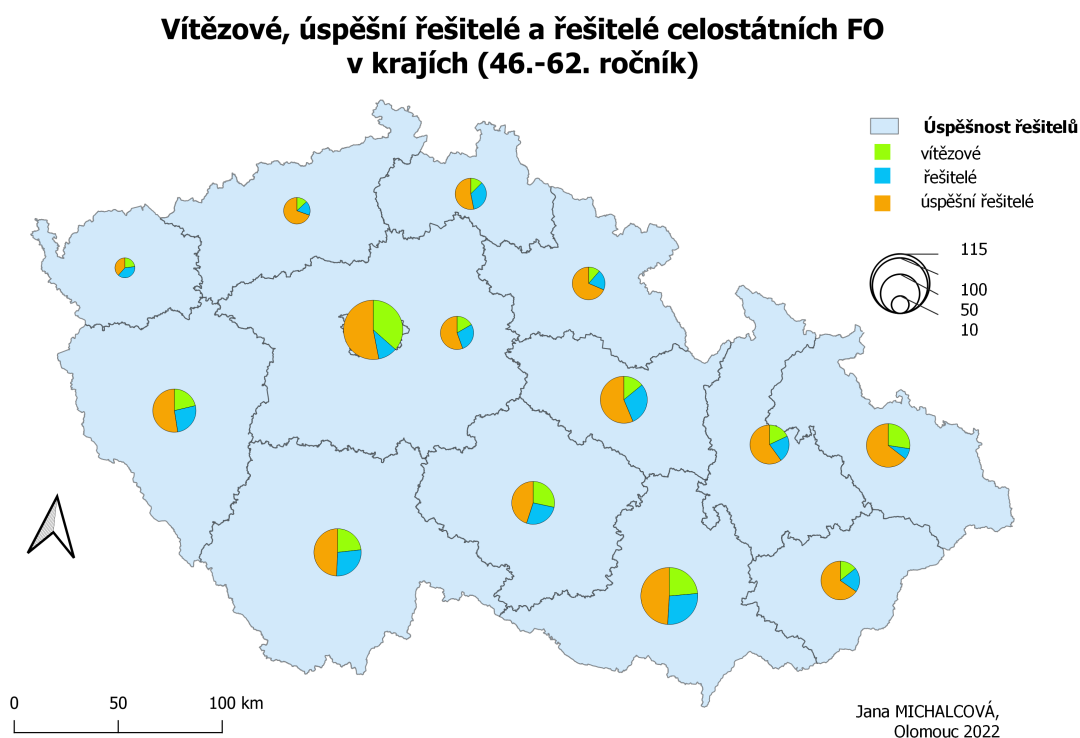 Vítězové, úspěšní řešitelé a řešitelé celostátních FO
v krajích (46.-62. ročník)
Úspěšnost řešitelů
vítězové
řešitelé
úspěšní řešitelé
115
100
50
10
0 50 100 km
Jana MICHALCOVÁ,
Olomouc 2022